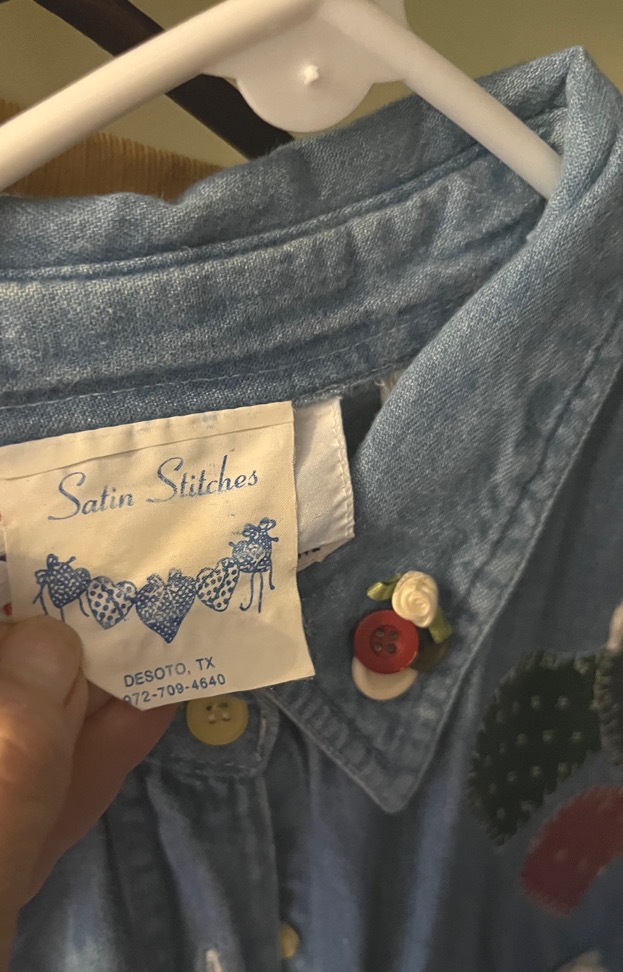 Satin Stitches
DESOTO, TX
972-709-4640